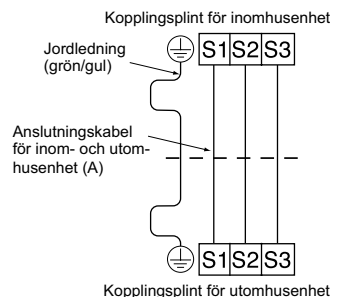 Kopplingsplint för inomhusenhet
Jordledning
(grön/gul)
S1 S2 S3
Anslutningskabel
för inom- och utom-
husenhet (A)
S1 S2 S3
Kopplingsplint för utomhusenhet